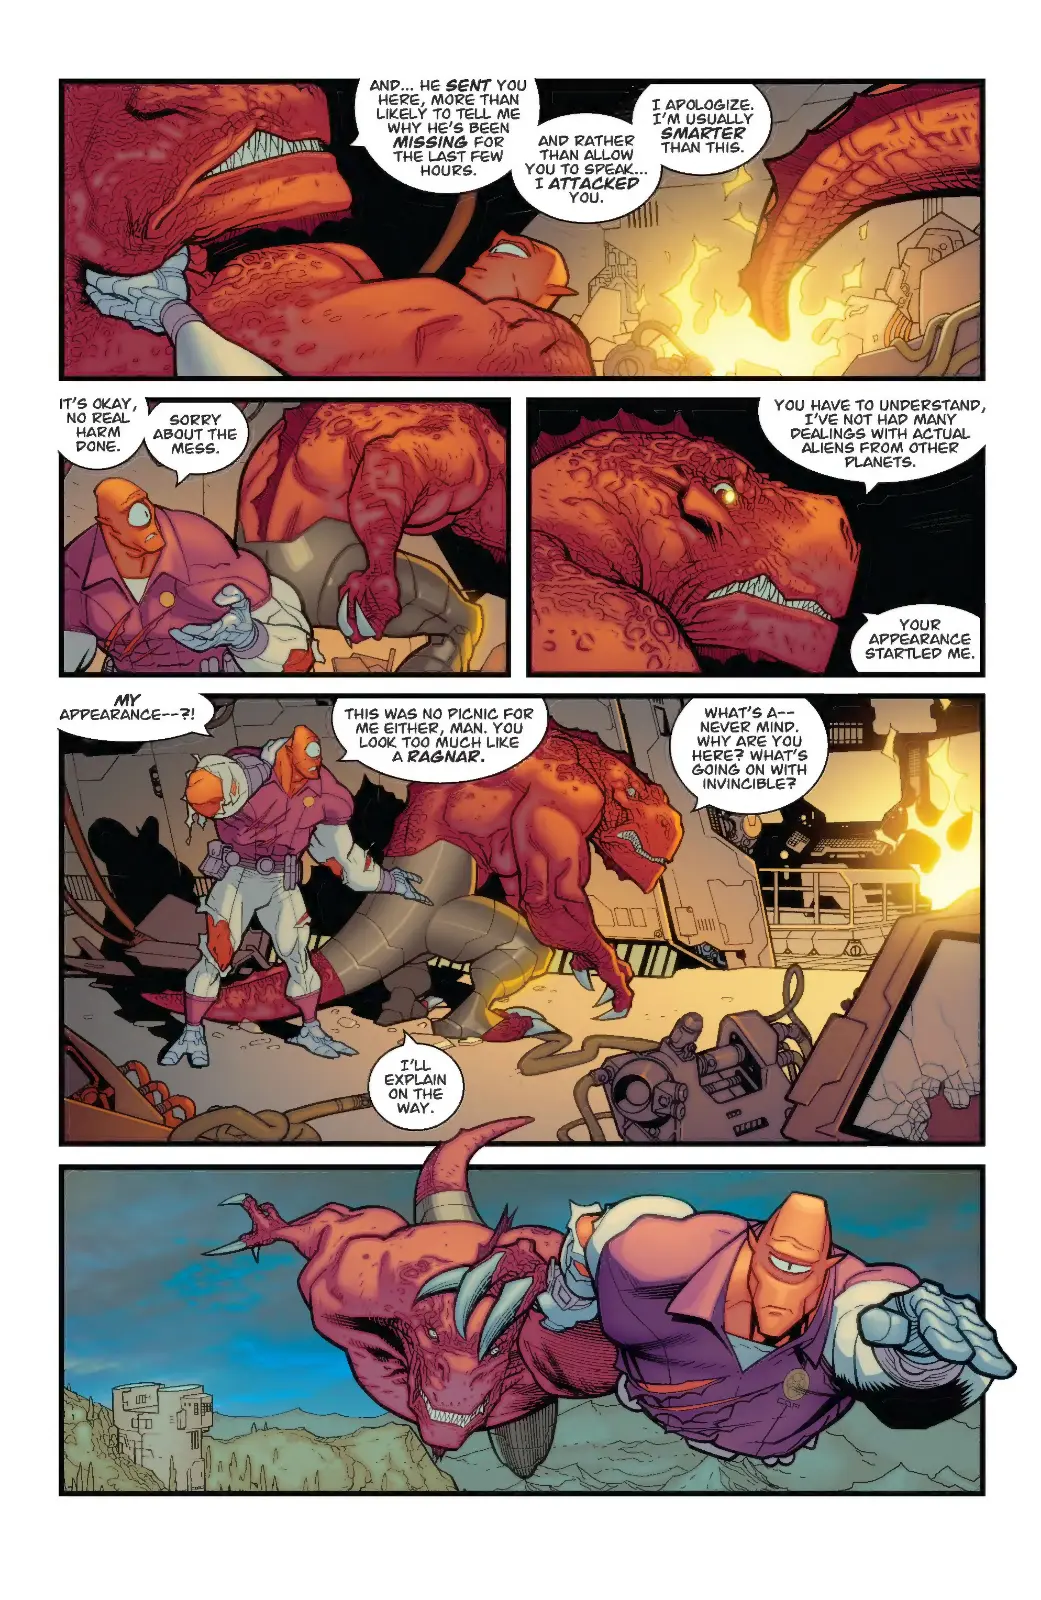 AND... HE SENT YOU
HERE, MORE THAN
LIKELY TO TELL ME
WHY HE'S BEEN
MISSING FOR
THE LAST FEW
HOURS.
AND RATHER
THAN ALLOW
YOU TO SPEAK...
I ATTACKED
YOU.
I APOLOGIZE.
I'M USUALLY
SMARTER
THAN THIS.
IT'S OKAY,
NO REAL
HARM
DONE.
SORRY
ABOUT THE
MESS.
YOU HAVE TO UNDERSTAND,
I'VE NOT HAD MANY
DEALINGS WITH ACTUAL
ALIENS FROM OTHER
PLANETS.
YOUR
APPEARANCE
STARTLED ME.
MY
APPEARANCE--?!
THIS WAS NO PICNIC FOR
ME EITHER, MAN. YOU
LOOK TOO MUCH LIKE
A RAGNAR.
WHAT'S A--
NEVER MIND.
WHY ARE YOU
HERE? WHAT'S
GOING ON WITH
INVINCIBLE?
I'LL
EXPLAIN
ON THE
WAY.